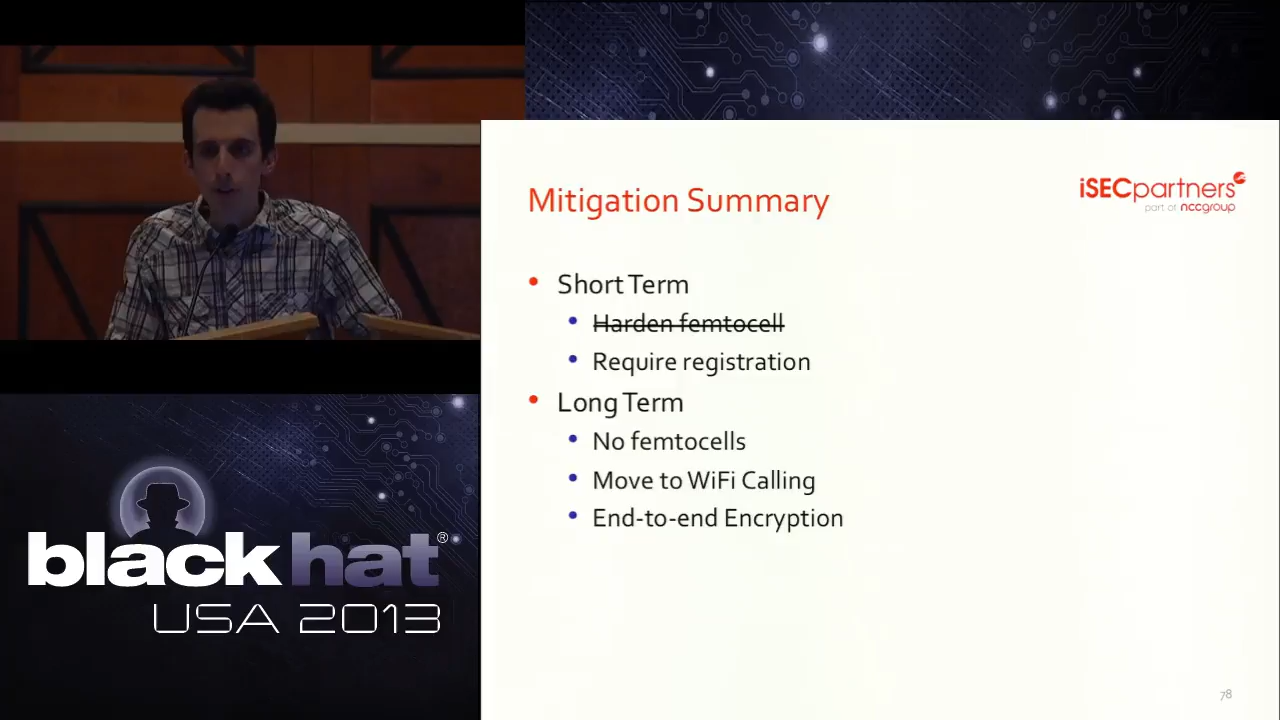 Mitigation Summary
iSECpartners
part of nccgroup
• Short Term
• Harden femtocell
• Require registration
• Long Term
• No femtocells
• Move to WiFi Calling
• End-to-end Encryption
blackhat®
USA 2013
78